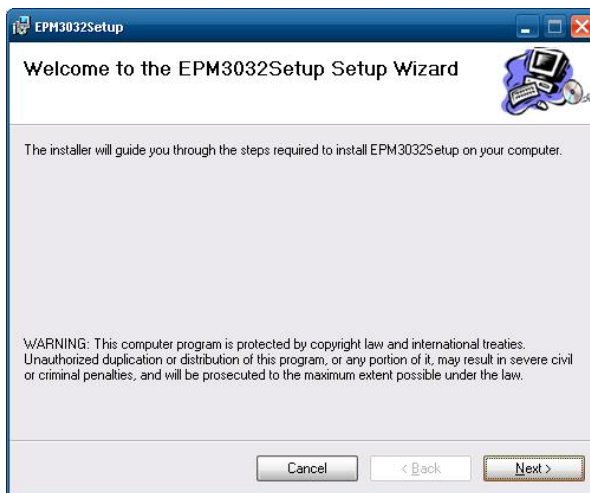 EPM3032Setup
Welcome to the EPM3032Setup Setup Wizard
The installer will guide you through the steps required to install EPM3032Setup on your computer.
WARNING: This computer program is protected by copyright law and international treaties.
Unauthorized duplication or distribution of this program, or any portion of it, may result in severe civil
or criminal penalties, and will be prosecuted to the maximum extent possible under the law.
Cancel < Back Next >